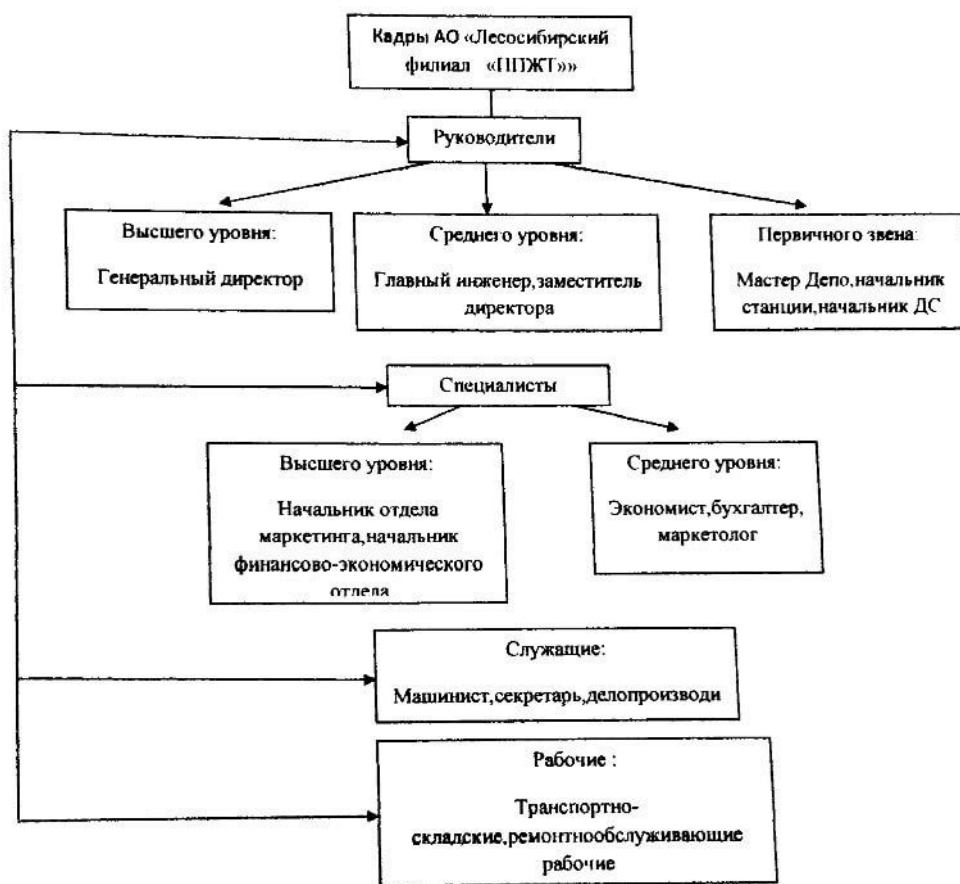 Кадры АО «Лесосибирский
филиал «ППЖТ»»
Руководители
Высшего уровня:
Генеральный директор
Среднего уровня:
Главный инженер,заместитель
директора
Первичного звена:
Мастер Депо,начальник
станции,начальник ДС
Специалисты
Высшего уровня:
Начальник отдела
маркетинга,начальник
финансово-экономического
отдела
Среднего уровня:
Экономист,бухгалтер,
маркетолог
Служащие:
Машинист,секретарь,делопроизводи
Рабочие :
Транспортно-
складские,ремонтнообслуживающие
рабочие